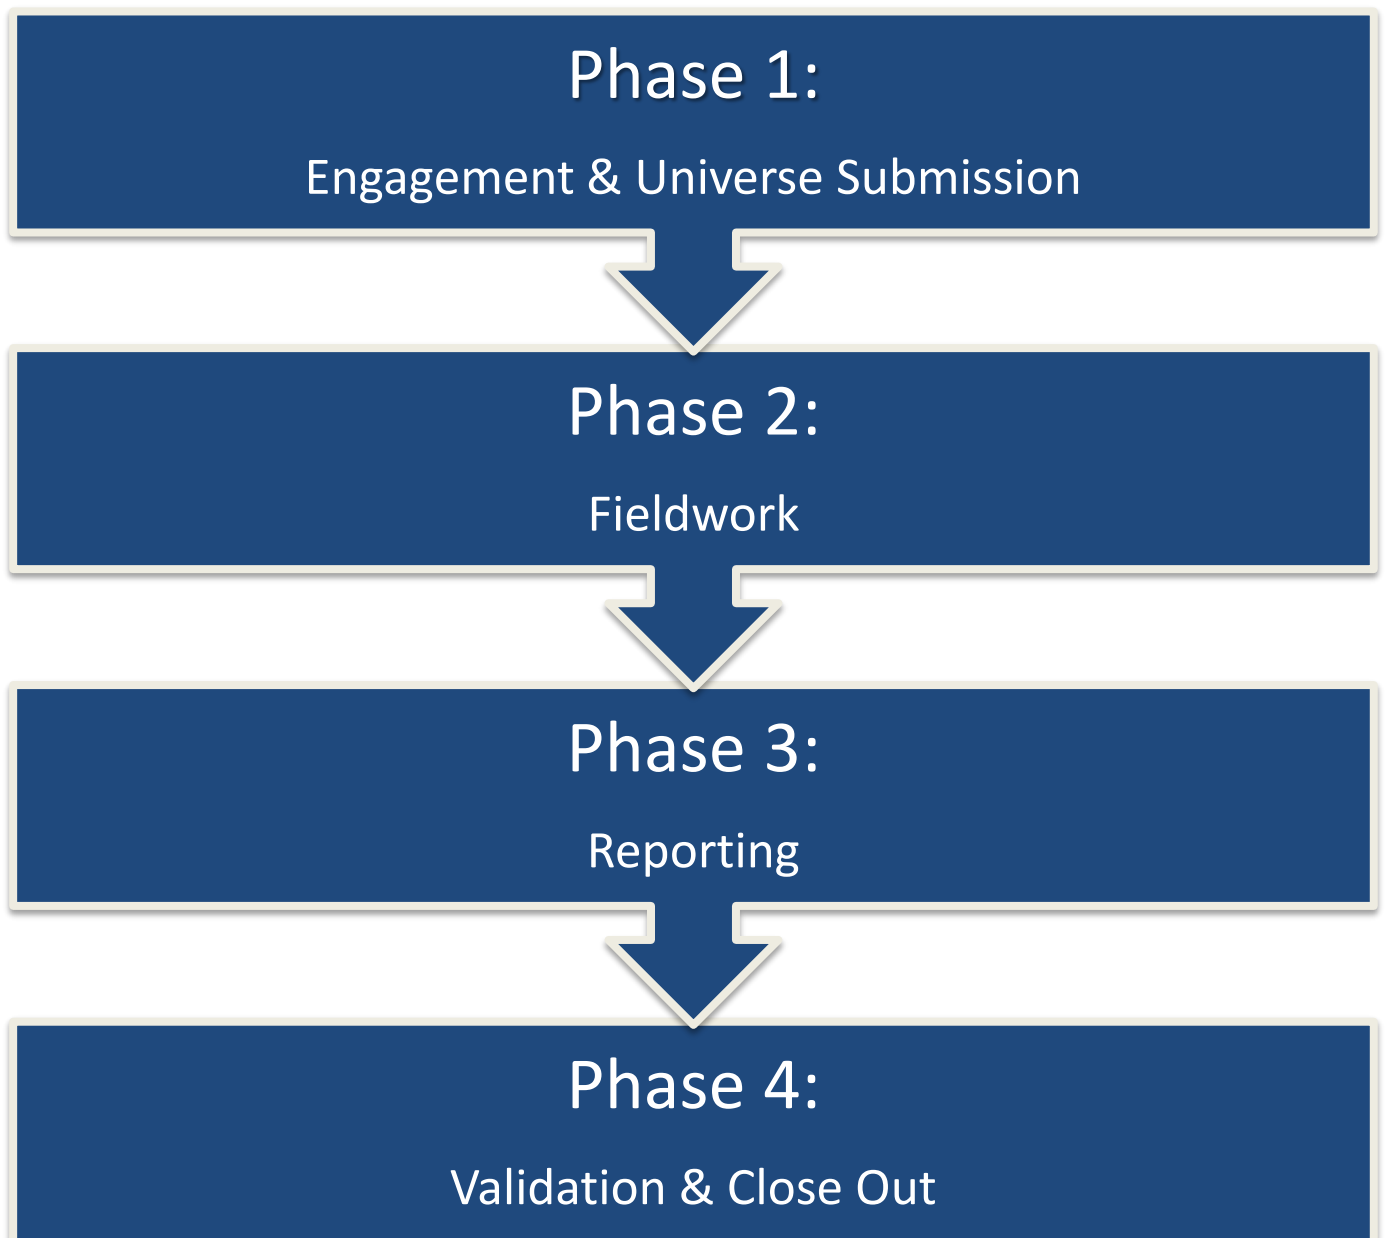 Phase 1:
Engagement & Universe Submission
Phase 2:
Fieldwork
Phase 3:
Reporting
Phase 4:
Validation & Close Out